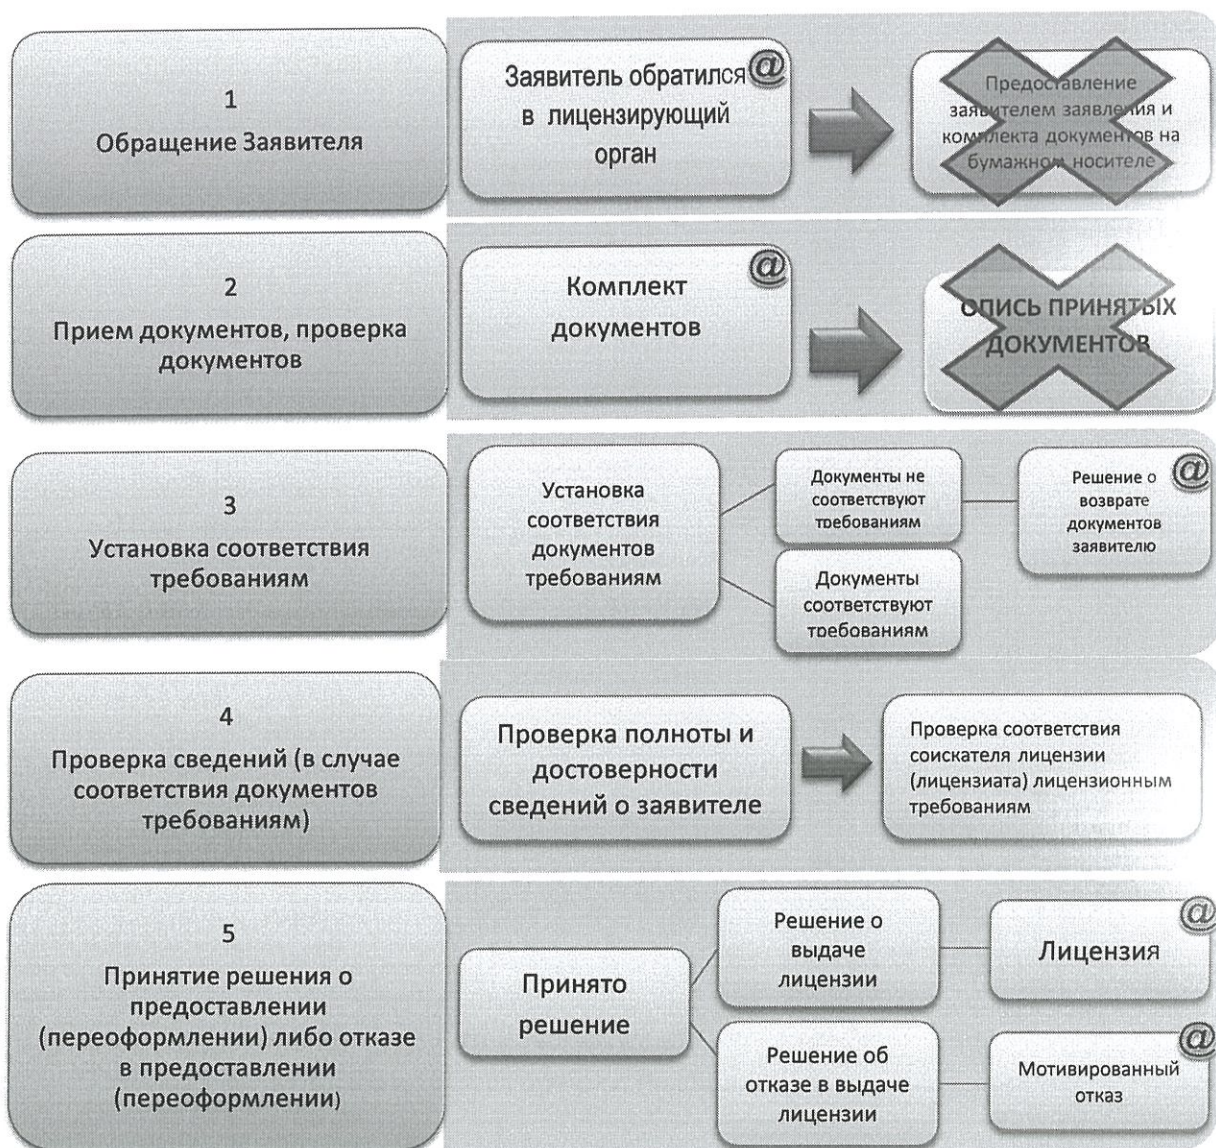 1
Обращение Заявителя
Заявитель обратился
в лицензирующий
орган
@
Предоставление
заявителем заявления и
комплекта документов на
бумажном носителе
2
Прием документов, проверка
документов
Комплект
документов
@
ОПИСЬ ПРИНЯТЫХ
ДОКУМЕНТОВ
3
Установка соответствия
требованиям
Установка
соответствия
документов
требованиям
Документы не
соответствуют
требованиям
Решение о
возврате
документов
заявителю
@
Документы
соответствуют
требованиям
4
Проверка сведений (в случае
соответствия документов
требованиям)
Проверка полноты и
достоверности
сведений о заявителе
Проверка соответствия
соискателя лицензии
(лицензиата) лицензионным
требованиям
5
Принятие решения о
предоставлении
(переоформлении) либо отказе
в предоставлении
(переоформлении)
Принято
решение
Решение о
выдаче
лицензии
Лицензия
@
Решение об
отказе в выдаче
лицензии
Мотивированный
отказ
@